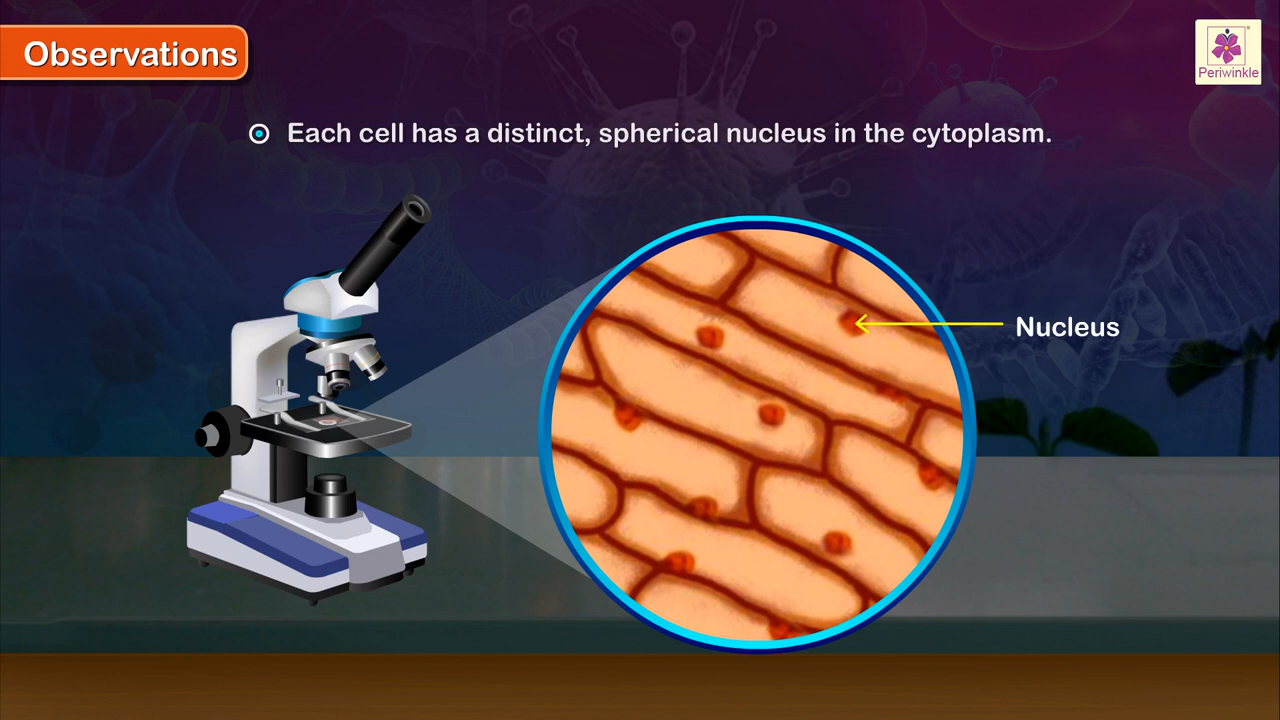 Observations
Periwinkle
Each cell has a distinct, spherical nucleus in the cytoplasm.
Nucleus